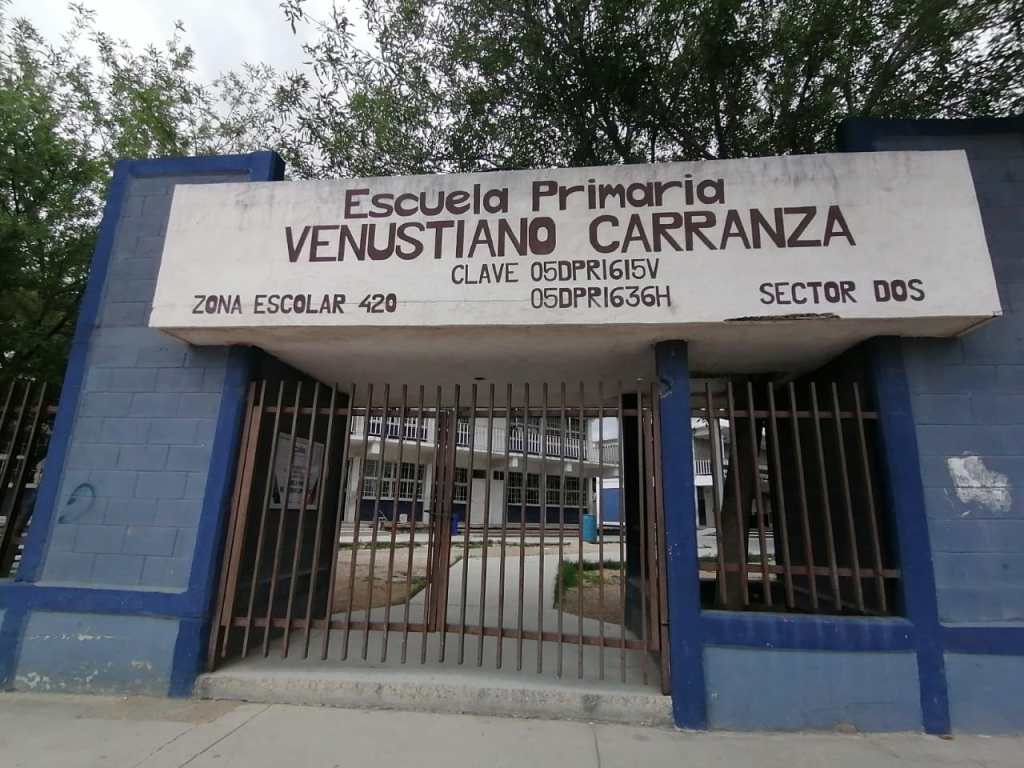 Escuela Primaria
VENUSTIANO CARRANZA
CLAVE 05DPR1615V
ZONA ESCOLAR 420 05DPR1636H SECTOR DOS